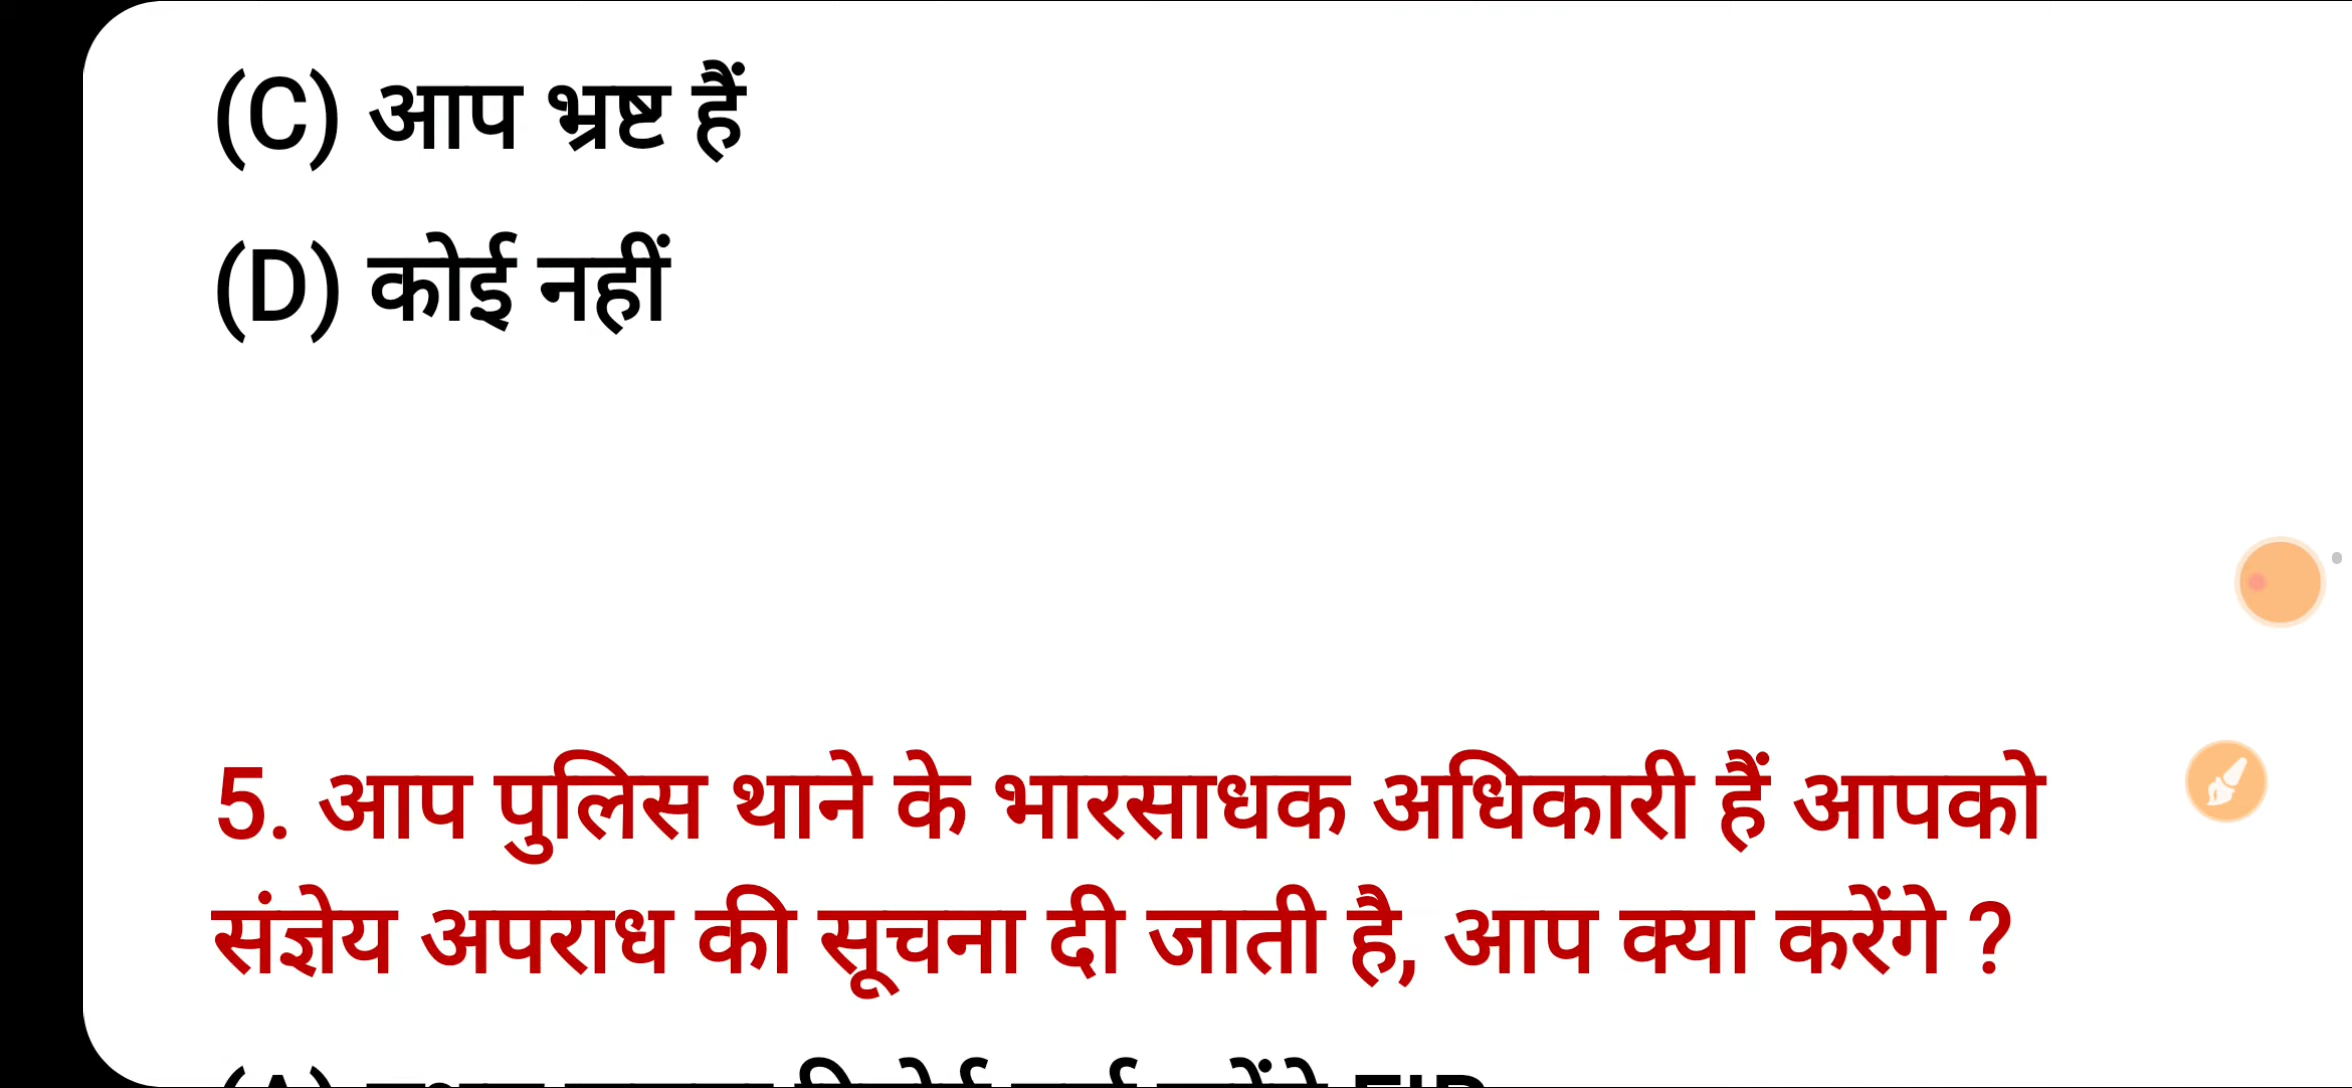 (C) आप भ्रष्ट हैं
(D) कोई नहीं
5. आप पुलिस थाने के भारसाधक अधिकारी हैं आपको
संज्ञेय अपराध की सूचना दी जाती है, आप क्या करेंगे ?